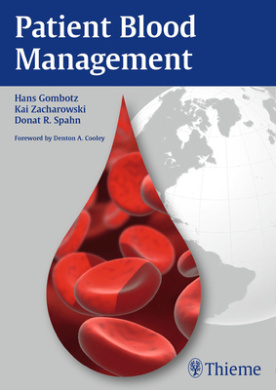 Patient Blood
Management
Hans Gombotz
Kai Zacharowski
Donat R. Spahn
Foreword by Denton A. Cooley
Thieme